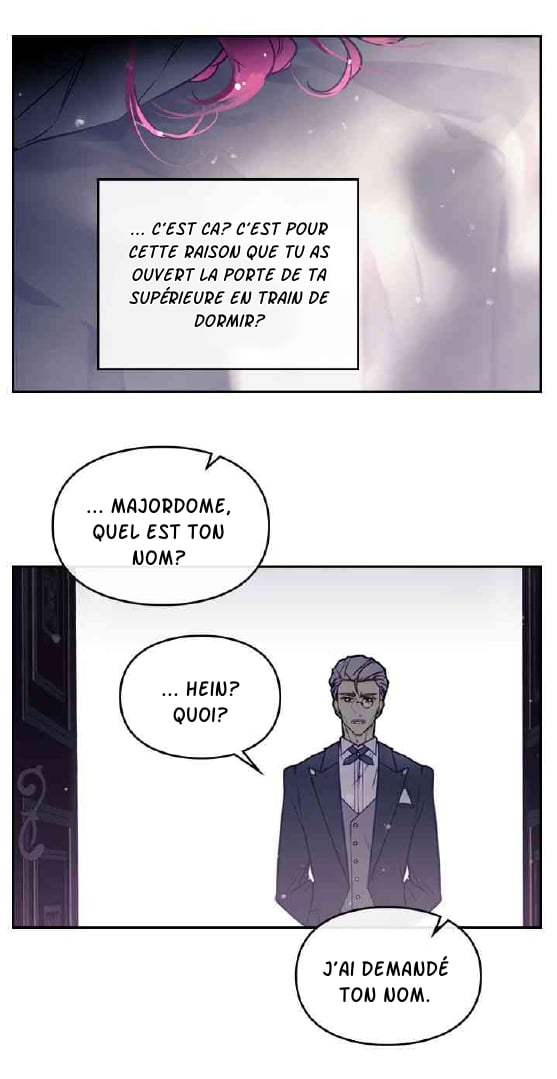 ... C'EST CA? C'EST POUR
CETTE RAISON QUE TU AS
OUVERT LA PORTE DE TA
SUPÉRIEURE EN TRAIN DE
DORMIR?
... MAJORDOME,
QUEL EST TON
NOM?
... HEIN?
QUOI?
J'AI DEMANDÉ
TON NOM.